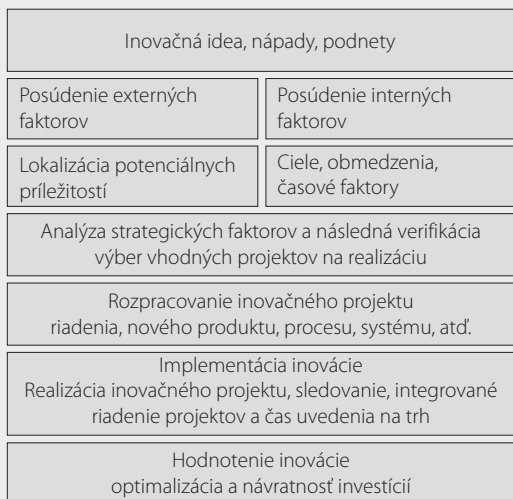 Inovačná idea, nápady, podnety
Posúdenie externých
faktorov
Posúdenie interných
faktorov
Lokalizácia potenciálnych
príležitostí
Ciele, obmedzenia,
časové faktory
Analýza strategických faktorov a následná verifikácia
výber vhodných projektov na realizáciu
Rozpracovanie inovačného projektu
riadenia, nového produktu, procesu, systému, atď.
Implementácia inovácie
Realizácia inovačného projektu, sledovanie, integrované
riadenie projektov a čas uvedenia na trh
Hodnotenie inovácie
optimalizácia a návratnosť investícií